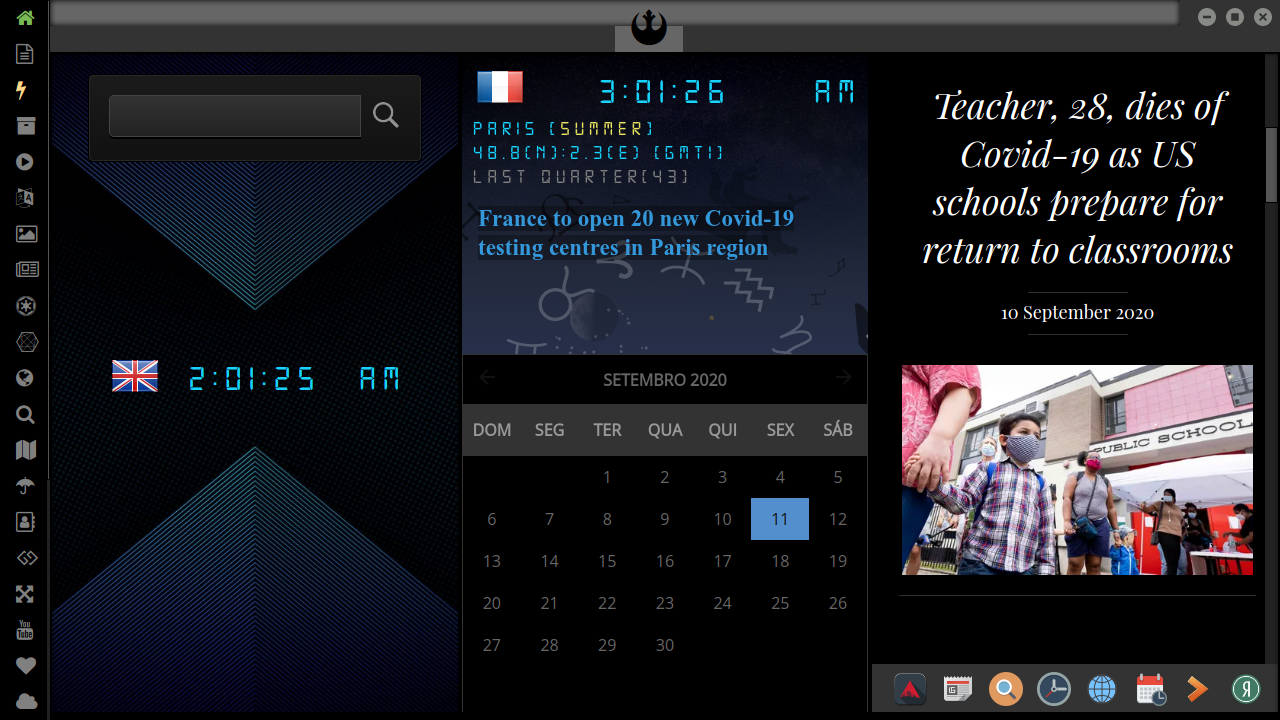 3:01:26 AM
PARIS (SUMMER)
48.8(N):2.3(E) (GMT1)
LAST QUARTER(43)
France to open 20 new Covid-19
testing centres in Paris region
2:01:25 AM
SETEMBRO 2020
DOM SEG TER QUA QUI SEX SÁB
1 2 3 4 5
6 7 8 9 10 11 12
13 14 15 16 17 18 19
20 21 22 23 24 25 26
27 28 29 30
Teacher, 28, dies of
Covid-19 as US
schools prepare for
return to classrooms
10 September 2020
PUBLIC SCHOOL
You
Tube
Я